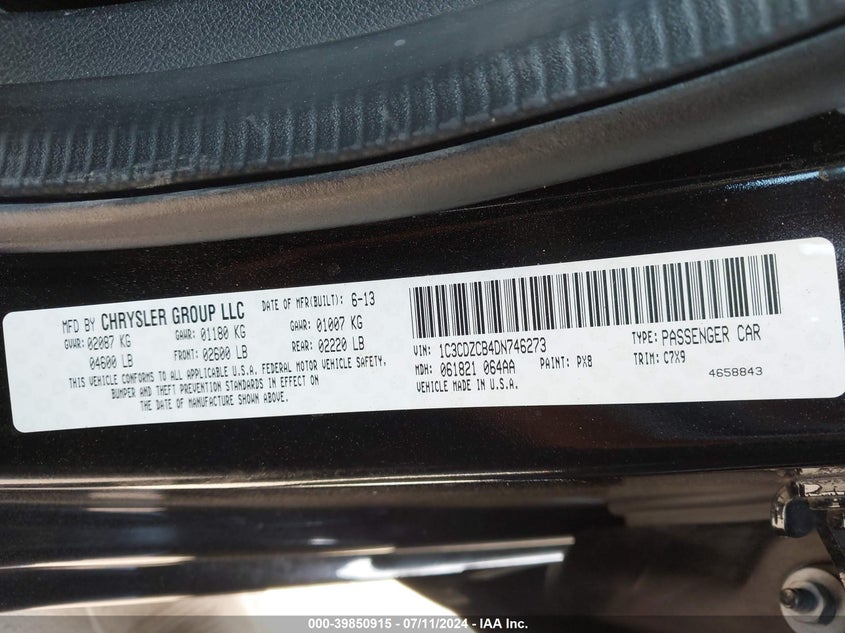 MFD BY CHRYSLER GROUP LLC DATE OF MFR(BUILT): 6-13
GVWR: 02087 KG GAWR: 01180 KG GAWR: 01007 KG
04600 LB FRONT: 02600 LB REAR: 02220 LB
THIS VEHICLE CONFORMS TO ALL APPLICABLE U.S.A. FEDERAL MOTOR VEHICLE SAFETY,
BUMPER AND THEFT PREVENTION STANDARDS IN EFFECT ON
THE DATE OF MANUFACTURE SHOWN ABOVE.
VIN: 1C3CDZCB4DN746273 TYPE: PASSENGER CAR
MDH: 061821 064AA PAINT: PX8 TRIM: C7X9
VEHICLE MADE IN U.S.A. 4658843
000-39850915 - 07/11/2024 - IAA Inc.